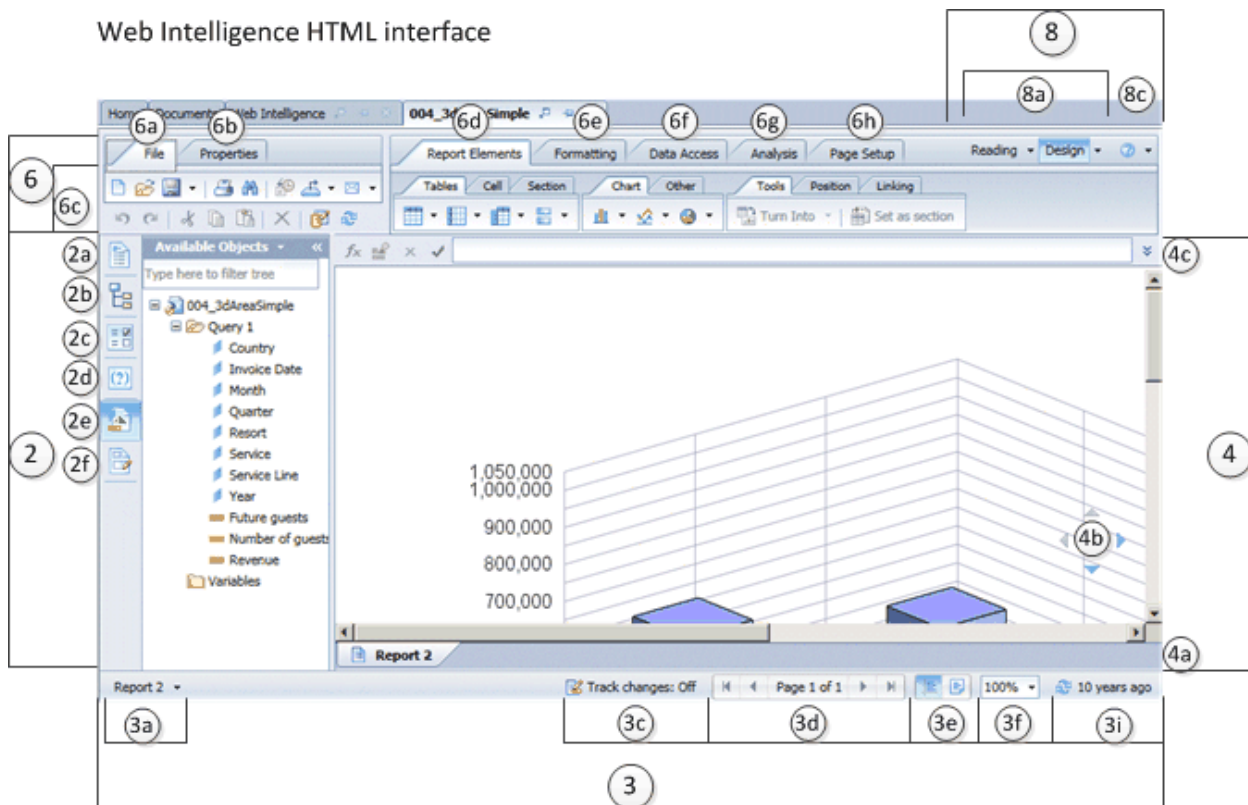 Web Intelligence HTML interface
8
8a
8c
Home Documents Web Intelligence 004_3d Simple
6a 6b 6d 6e 6f 6g 6h
File Properties Report Elements Formatting Data Access Analysis Page Setup Reading Design
6
6c
Tables Cell Section Chart Other Tools Position Linking
Turn Into Set as section
2a Available Objects 4c
Type here to filter tree
2b 004_3dAreaSimple
Query 1
2c Country
Invoice Date
2d Month
Quarter
2e Resort
2 Service 4
2f Service Line
Year
Future guests
Number of guests
Revenue
Variables
1,050,000
1,000,000
900,000
4b
800,000
700,000
Report 2 4a
Report 2 Track changes: Off Page 1 of 1 100% 10 years ago
3a 3c 3d 3e 3f 3i
3